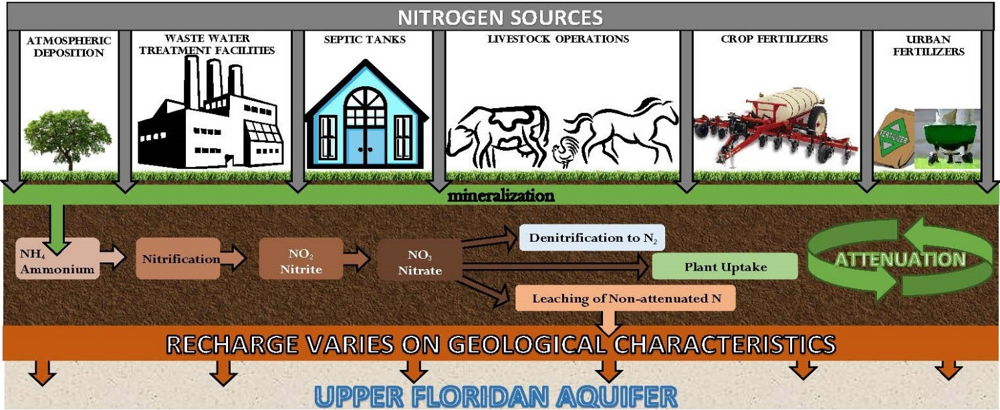 NITROGEN SOURCES
ATMOSPHERIC
DEPOSITION
WASTE WATER
TREATMENT FACILITIES
SEPTIC TANKS
LIVESTOCK OPERATIONS
CROP FERTILIZERS
URBAN
FERTILIZERS
FERTILIZER
mineralization
NH₄
Ammonium
Nitrification
NO₂
Nitrite
NO₃
Nitrate
Denitrification to N₂
Plant Uptake
Leaching of Non-attenuated N
ATTENUATION
RECHARGE VARIES ON GEOLOGICAL CHARACTERISTICS
UPPER FLORIDAN AQUIFER